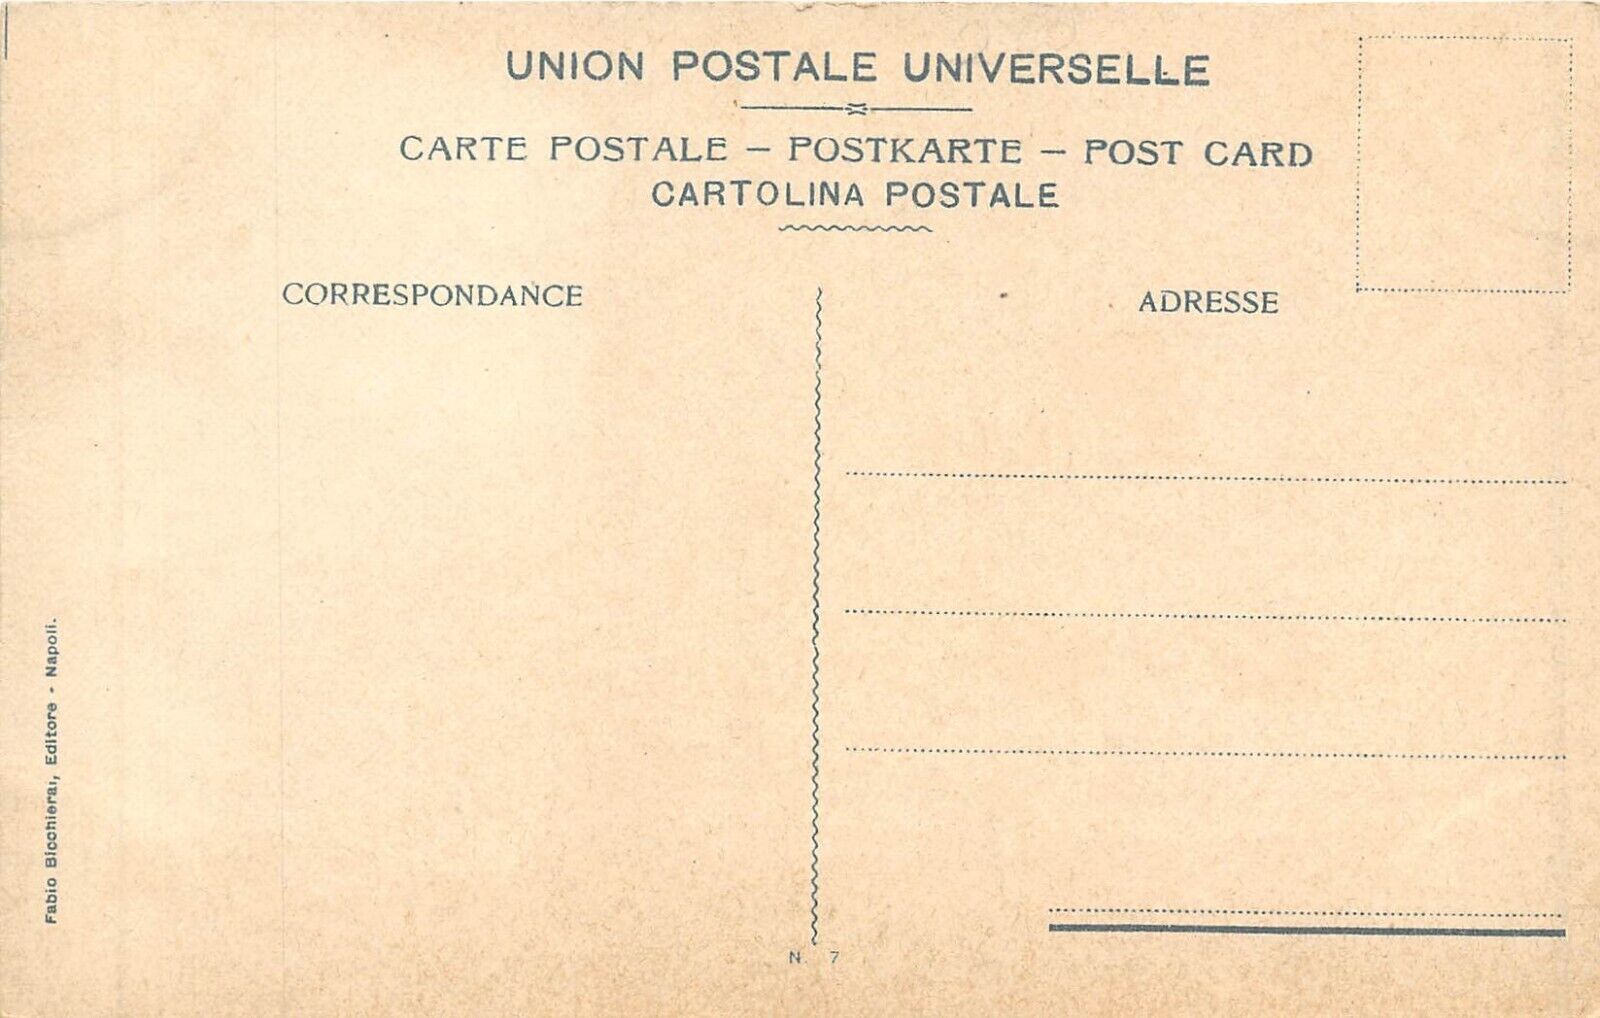 UNION POSTALE UNIVERSELLE
CARTE POSTALE – POSTKARTE – POST CARD
CARTOLINA POSTALE
CORRESPONDANCE
ADRESSE
Fabio Bicchierai, Editore - Napoli.
N. 7